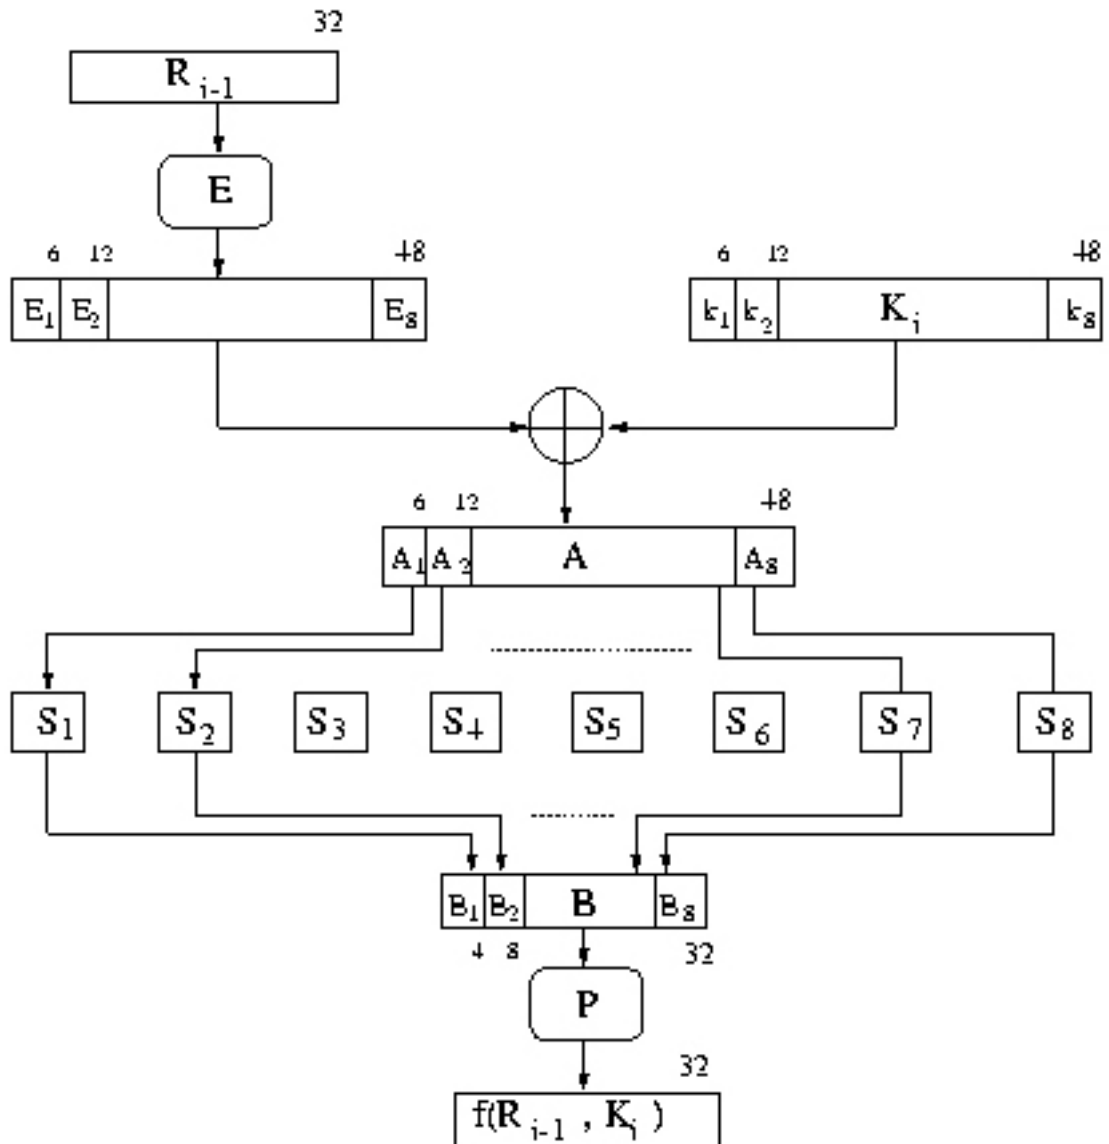 32
R i-1
E
6 12 48 6 12 48
E1 E2 E8 k1 k2 Ki k8
6 12 48
A1 A2 A A8
S1 S2 S3 S4 S5 S6 S7 S8
B1 B2 B B8
4 8 32
P
32
f(R i-1 , Ki )